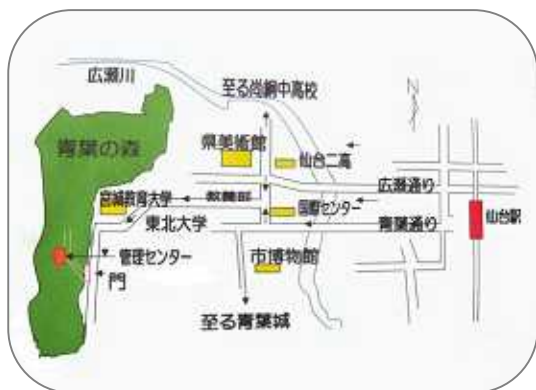 広瀬川
至る尚絅中高校
県美術館
仙台二高
青葉の森
宮城教育大学
教養部
広瀬通り
国際センター
東北大学
青葉通り
仙台駅
管理センター
市博物館
門
至る青葉城
N